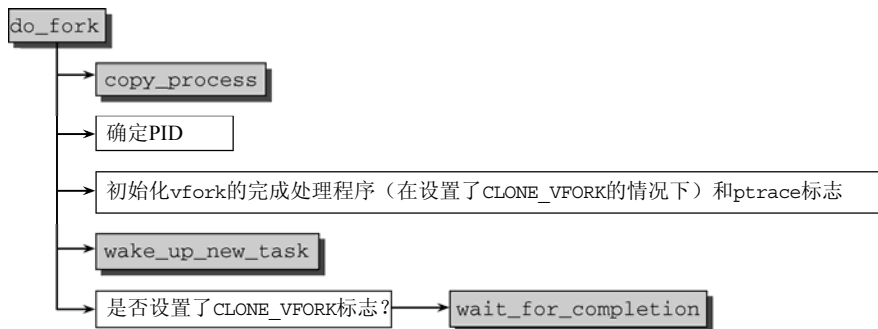 do_fork
copy_process
确定PID
初始化vfork的完成处理程序（在设置了CLONE_VFORK的情况下）和ptrace标志
wake_up_new_task
是否设置了CLONE_VFORK标志？
wait_for_completion